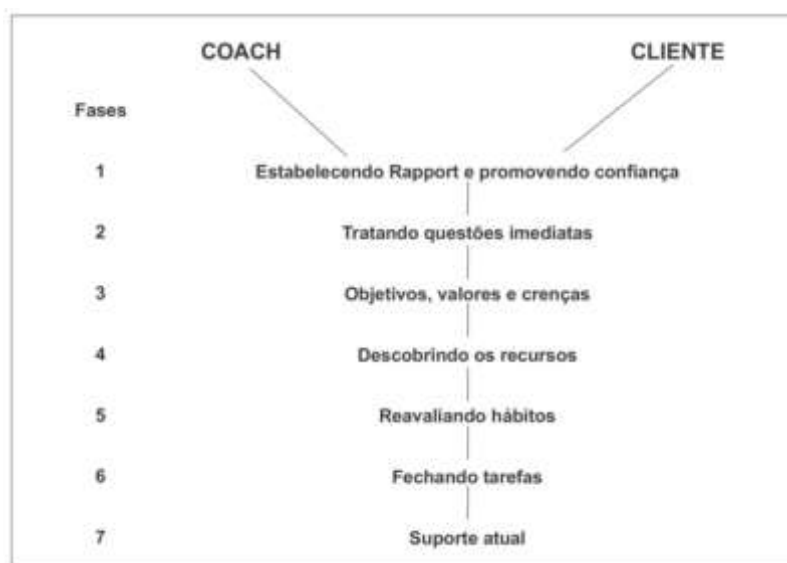 COACH CLIENTE
Fases
1 Estabelecendo Rapport e promovendo confiança
2 Tratando questões imediatas
3 Objetivos, valores e crenças
4 Descobrindo os recursos
5 Reavaliando hábitos
6 Fechando tarefas
7 Suporte atual